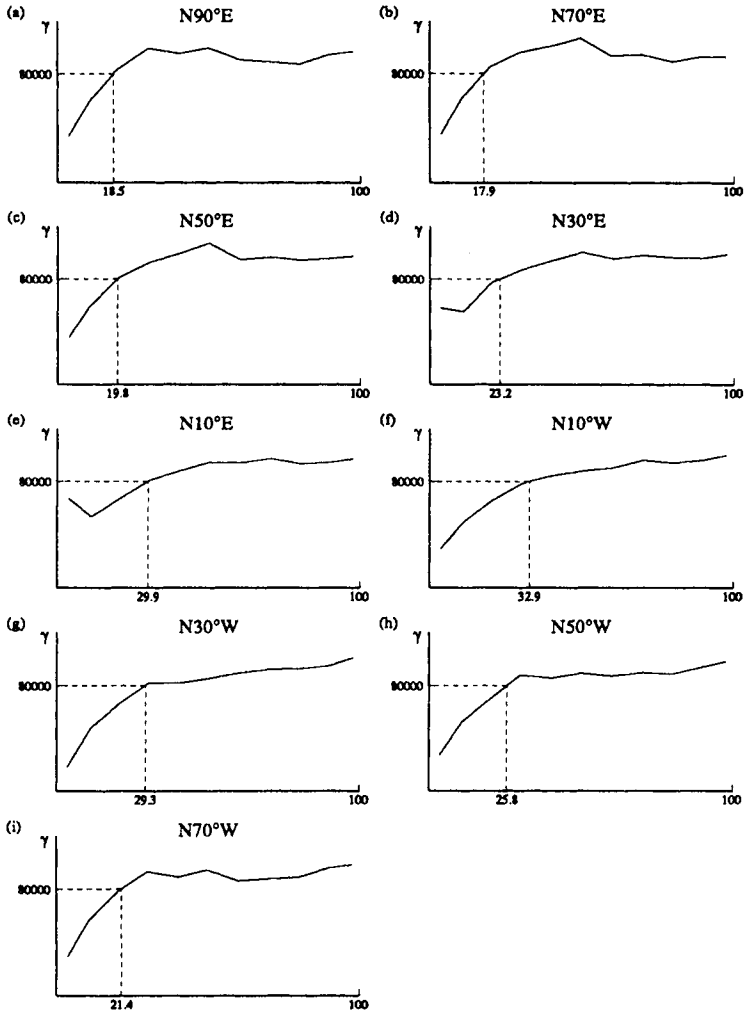 (a) N90°E
γ
80000
18.5 100
(b) N70°E
γ
80000
17.9 100
(c) N50°E
γ
80000
19.8 100
(d) N30°E
γ
80000
23.2 100
(e) N10°E
γ
80000
29.9 100
(f) N10°W
γ
80000
32.9 100
(g) N30°W
γ
80000
29.3 100
(h) N50°W
γ
80000
25.8 100
(i) N70°W
γ
80000
21.4 100